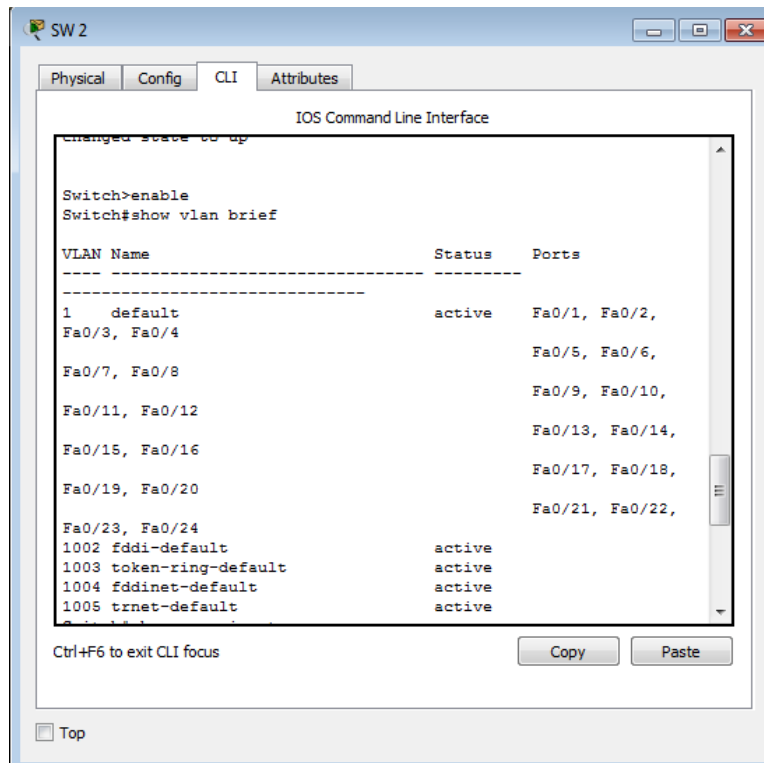 SW 2
Physical Config CLI Attributes
IOS Command Line Interface
changed state to up
Switch>enable
Switch#show vlan brief
VLAN Name Status Ports
---- -------------------------------- ---------
-------------------------------
1 default active Fa0/1, Fa0/2,
Fa0/3, Fa0/4
Fa0/5, Fa0/6,
Fa0/7, Fa0/8
Fa0/9, Fa0/10,
Fa0/11, Fa0/12
Fa0/13, Fa0/14,
Fa0/15, Fa0/16
Fa0/17, Fa0/18,
Fa0/19, Fa0/20
Fa0/21, Fa0/22,
Fa0/23, Fa0/24
1002 fddi-default active
1003 token-ring-default active
1004 fddinet-default active
1005 trnet-default active
Ctrl+F6 to exit CLI focus
Copy Paste
Top